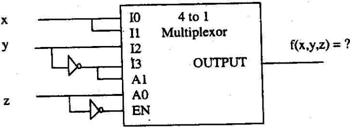 x
y
z
I0
I1
I2
I3
A1
A0
EN
4 to 1
Multiplexor
OUTPUT
f(x,y,z) = ?